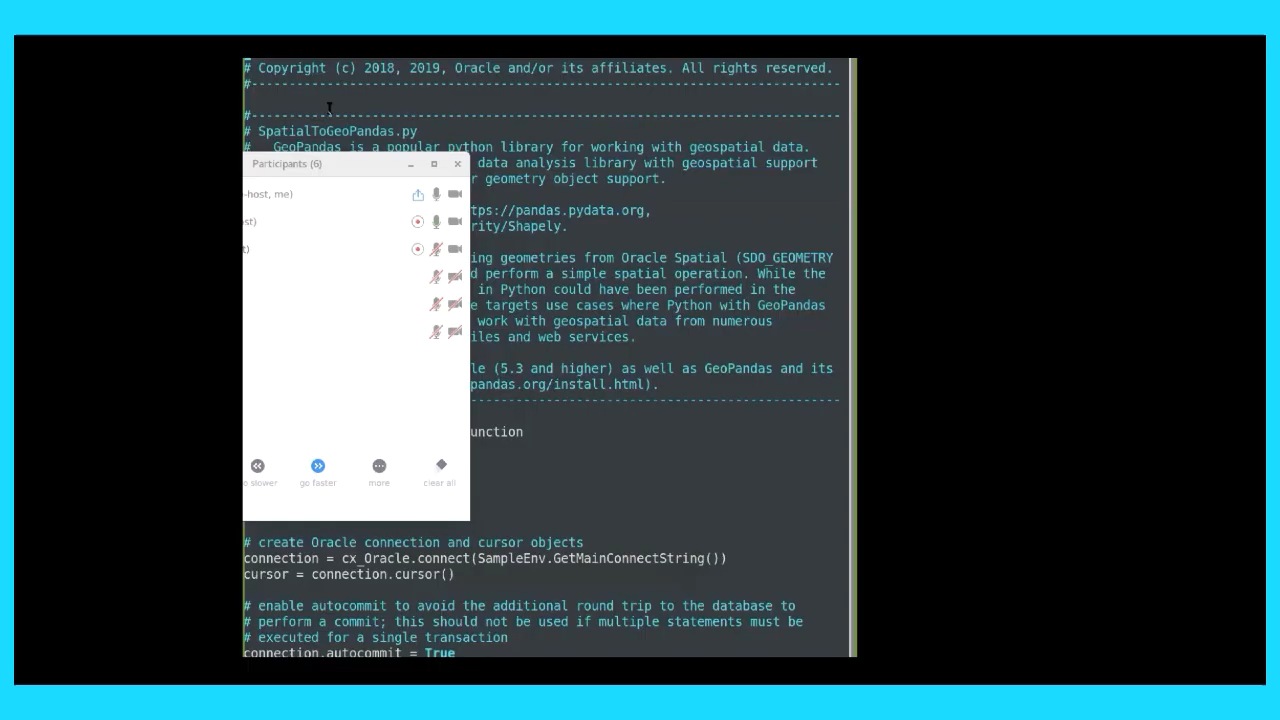 # Copyright (c) 2018, 2019, Oracle and/or its affiliates. All rights reserved.
#------------------------------------------------------------------------------
#------------------------------------------------------------------------------
# SpatialToGeoPandas.py
#   GeoPandas is a popular python library for working with geospatial data.
Participants (6)
data analysis library with geospatial support
geometry object support.
-host, me)
tps://pandas.pydata.org,
rity/Shapely.
ing geometries from Oracle Spatial (SDO_GEOMETRY
perform a simple spatial operation. While the
in Python could have been performed in the
targets use cases where Python with GeoPandas
work with geospatial data from numerous
iles and web services.
le (5.3 and higher) as well as GeoPandas and its
pandas.org/install.html).
------------------------------------------------
unction
slower
go faster
more
clear all
# create Oracle connection and cursor objects
connection = cx_Oracle.connect(SampleEnv.GetMainConnectString())
cursor = connection.cursor()
# enable autocommit to avoid the additional round trip to the database to
# perform a commit; this should not be used if multiple statements must be
# executed for a single transaction
connection.autocommit = True